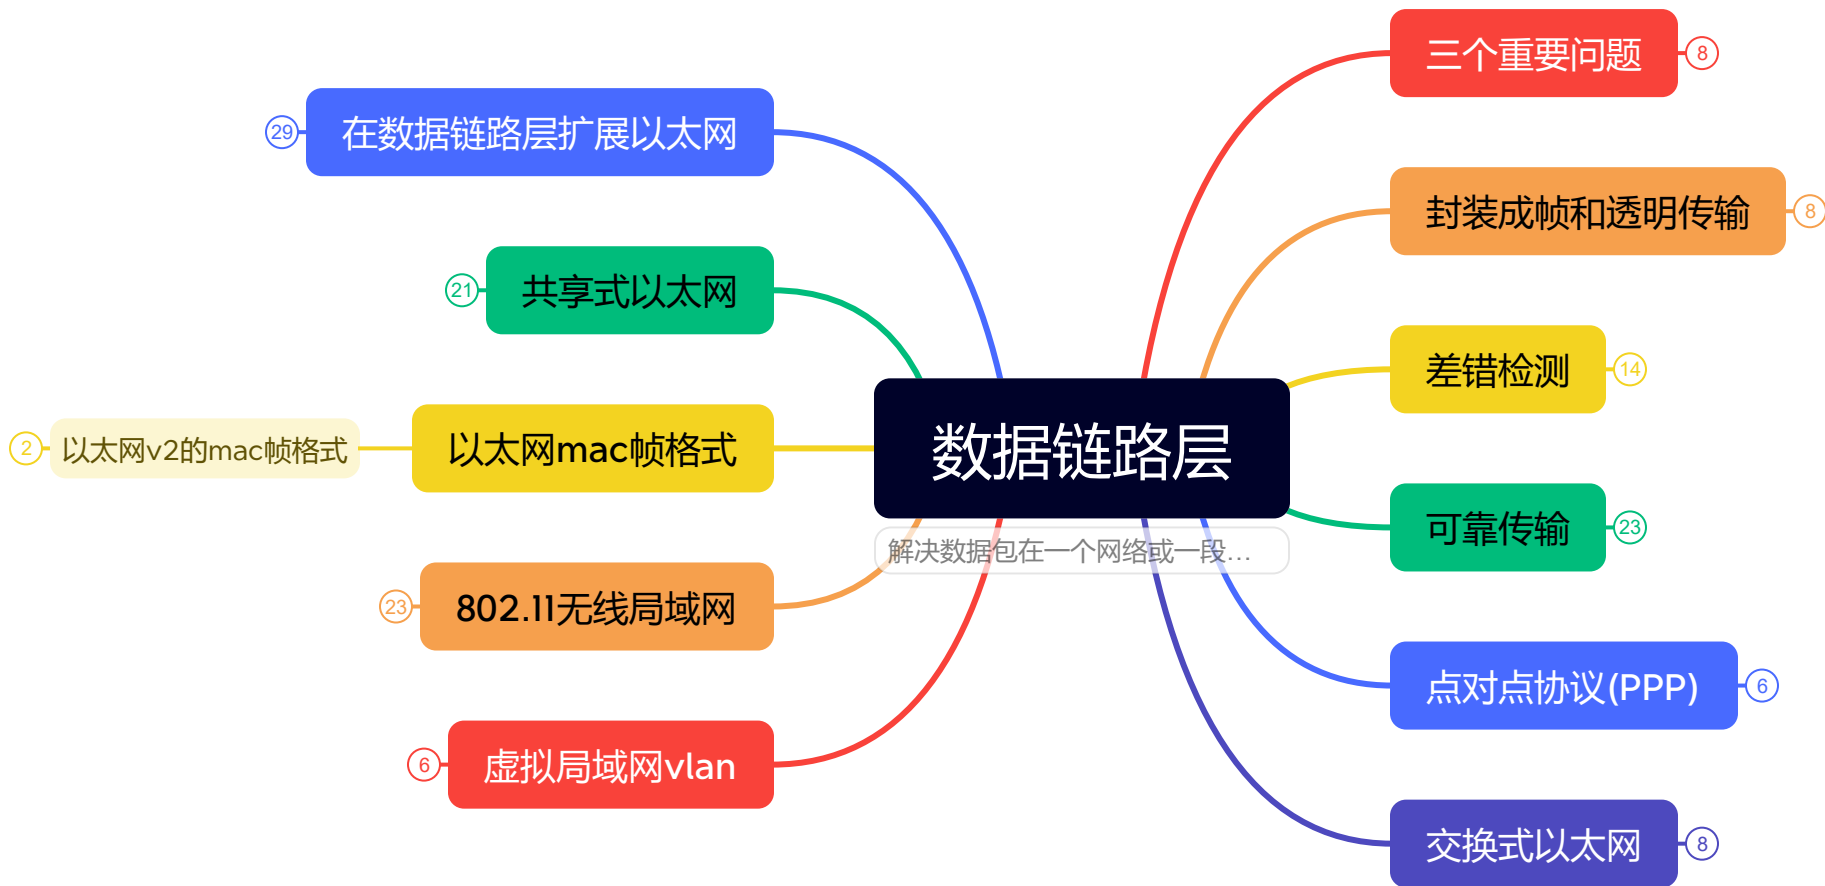 数据链路层
解决数据包在一个网络或一段...
三个重要问题
8
封装成帧和透明传输
8
差错检测
14
可靠传输
23
点对点协议(PPP)
6
交换式以太网
8
在数据链路层扩展以太网
29
共享式以太网
21
以太网mac帧格式
以太网v2的mac帧格式
2
802.11无线局域网
23
虚拟局域网vlan
6